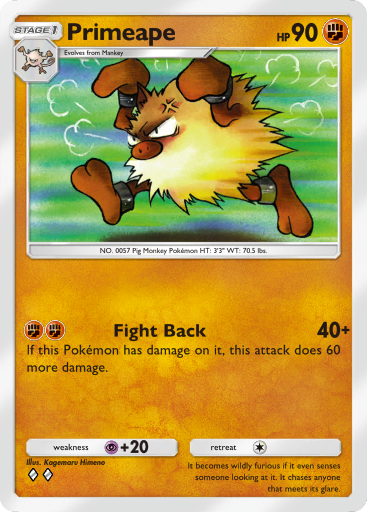 STAGE 1
Primeape
HP 90
Evolves from Mankey
NO. 0057 Pig Monkey Pokémon HT: 3'3" WT: 70.5 lbs.
Fight Back 40+
If this Pokémon has damage on it, this attack does 60
more damage.
weakness +20 retreat
Illus. Kagemaru Himeno
It becomes wildly furious if it even senses
someone looking at it. It chases anyone
that meets its glare.